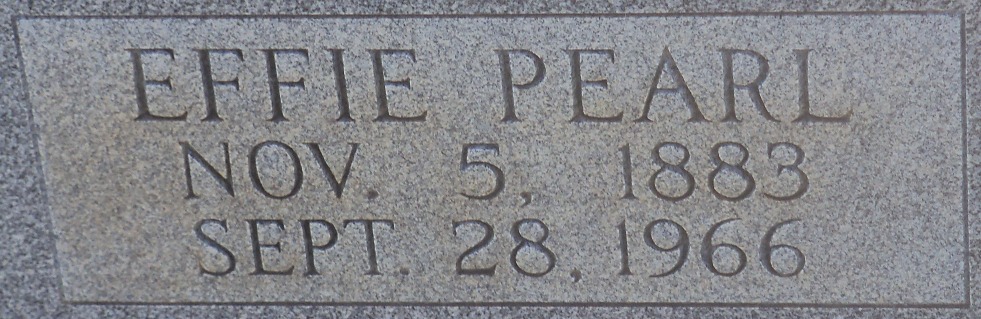 EFFIE PEARL
NOV. 5, 1883
SEPT. 28, 1966